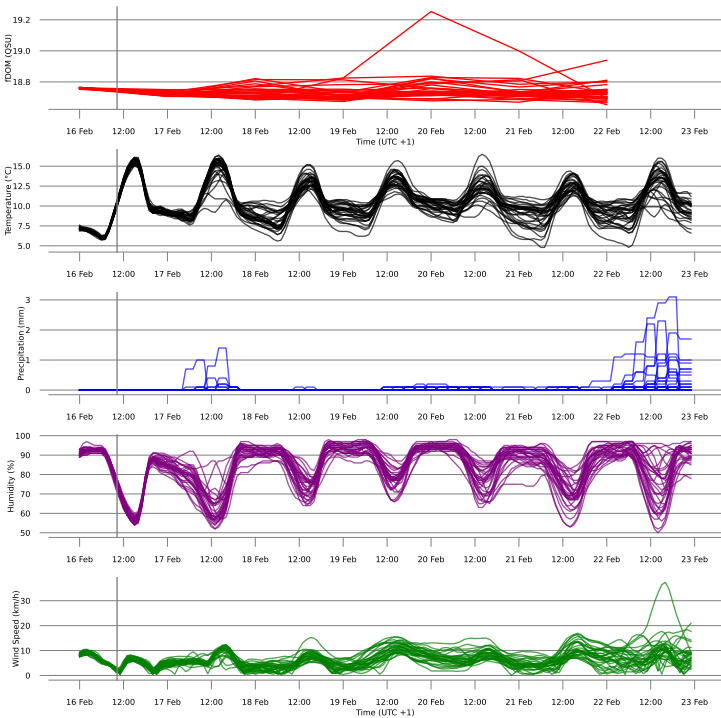 fDOM (QSU)
19.2
19.0
18.8
16 Feb 12:00 17 Feb 12:00 18 Feb 12:00 19 Feb 12:00 20 Feb 12:00 21 Feb 12:00 22 Feb 12:00 23 Feb
Time (UTC +1)
Temperature (°C)
15.0
12.5
10.0
7.5
5.0
16 Feb 12:00 17 Feb 12:00 18 Feb 12:00 19 Feb 12:00 20 Feb 12:00 21 Feb 12:00 22 Feb 12:00 23 Feb
Precipitation (mm)
3
2
1
0
16 Feb 12:00 17 Feb 12:00 18 Feb 12:00 19 Feb 12:00 20 Feb 12:00 21 Feb 12:00 22 Feb 12:00 23 Feb
Humidity (%)
100
90
80
70
60
50
16 Feb 12:00 17 Feb 12:00 18 Feb 12:00 19 Feb 12:00 20 Feb 12:00 21 Feb 12:00 22 Feb 12:00 23 Feb
Wind Speed (km/h)
30
20
10
0
16 Feb 12:00 17 Feb 12:00 18 Feb 12:00 19 Feb 12:00 20 Feb 12:00 21 Feb 12:00 22 Feb 12:00 23 Feb
Time (UTC +1)